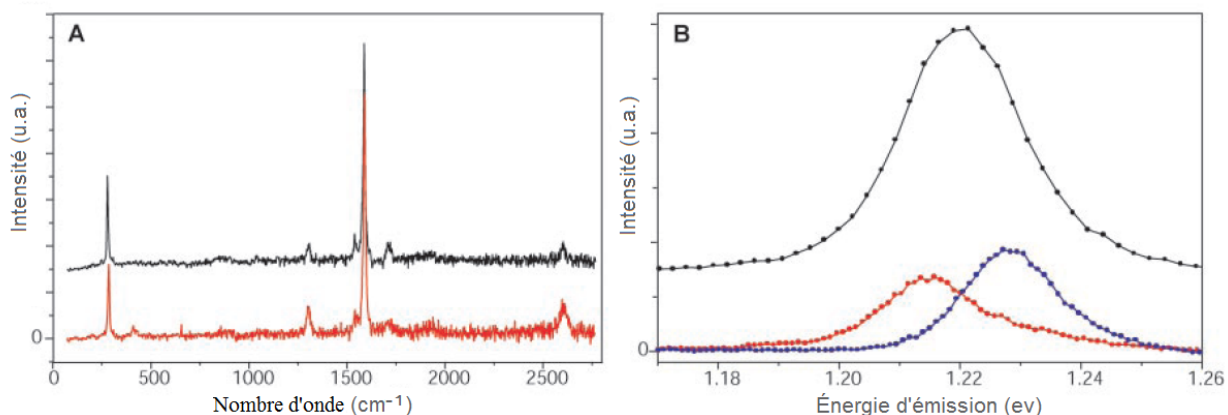 A
Intensité (u.a.)
0
0 500 1000 1500 2000 2500
Nombre d'onde (cm⁻¹)
B
Intensité (u.a.)
0
1.18 1.20 1.22 1.24 1.26
Énergie d'émission (ev)